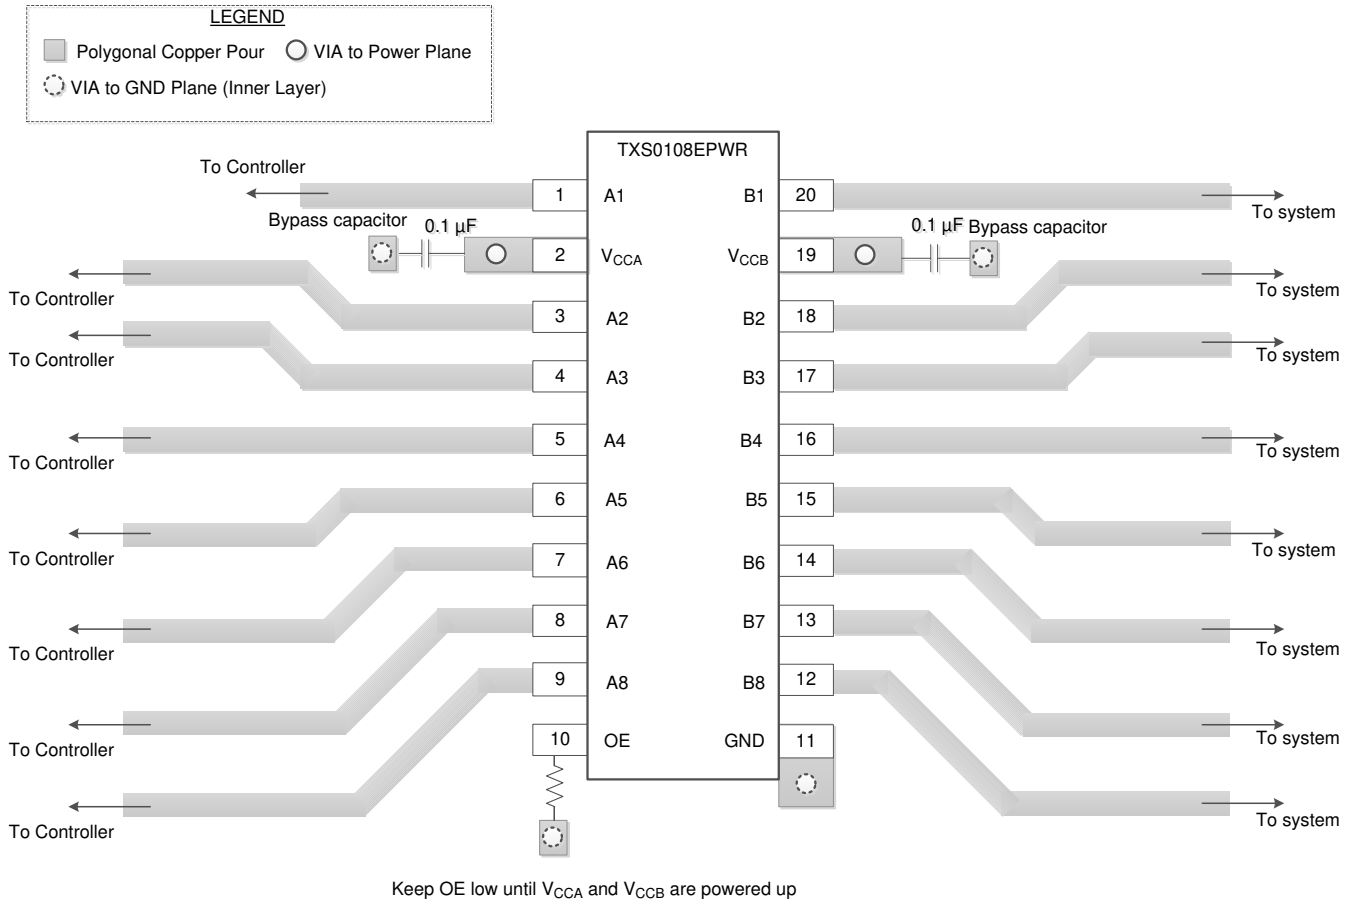 LEGEND
Polygonal Copper Pour
VIA to Power Plane
VIA to GND Plane (Inner Layer)
TXS0108EPWR
To Controller
1 A1
B1 20
To system
Bypass capacitor
0.1 µF
0.1 µF
Bypass capacitor
2 VCCA
VCCB 19
To Controller
To system
3 A2
B2 18
To Controller
To system
4 A3
B3 17
To Controller
To system
5 A4
B4 16
6 A5
B5 15
To Controller
To system
7 A6
B6 14
8 A7
B7 13
To Controller
To system
9 A8
B8 12
10 OE
GND 11
To Controller
To system
To Controller
To system
Keep OE low until VCCA and VCCB are powered up